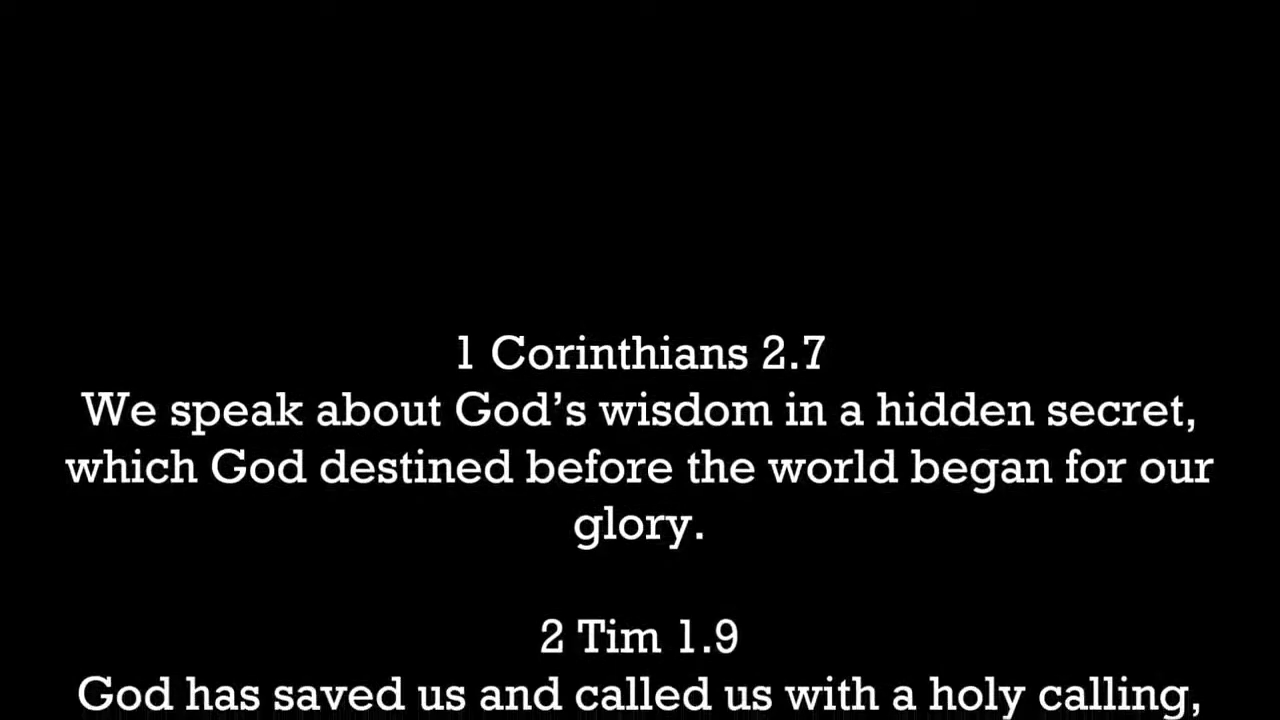 1 Corinthians 2.7
We speak about God’s wisdom in a hidden secret,
which God destined before the world began for our
glory.
2 Tim 1.9
God has saved us and called us with a holy calling,